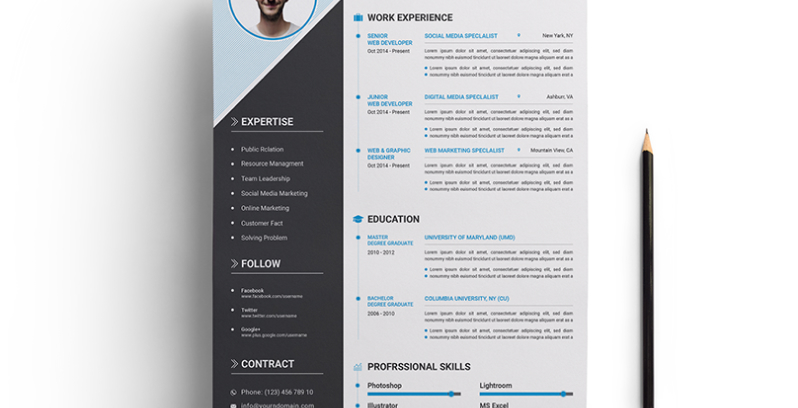 EXPERTISE
Public Rclation
Resource Managment
Team Leadership
Social Media Marketing
Online Marketing
Customer Fact
Solving Problem
FOLLOW
Facebook
www.facebook.com/username
Twitter
www.twitter.com/username
Google+
www.plus.google.com/username
CONTRACT
Phone: (123) 456 789 10
info@yourdomain.com
WORK EXPERIENCE
SENIOR
WEB DEVELOPER
Oct 2014 - Present
SOCIAL MEDIA SPECLALIST
New York, NY
Lorem ipsum dolor sit amet, consectetuer adipiscing elit, sed diam
nonummy nibh euismod tincidunt ut laoreet dolore magna aliquam erat as a
Lorem ipsum dolor sit amet, consectetuer adipiscing elit, sed diam
nonummy nibh euismod tincidunt ut laoreet dolore magna aliquam erat a
JUNIOR
WEB DEVELOPER
Oct 2014 - Present
DIGITAL MEDIA SPECLALIST
Ashburn, VA
Lorem ipsum dolor sit amet, consectetuer adipiscing elit, sed diam
nonummy nibh euismod tincidunt ut laoreet dolore magna aliquam erat as a
Lorem ipsum dolor sit amet, consectetuer adipiscing elit, sed diam
nonummy nibh euismod tincidunt ut laoreet dolore magna aliquam erat a
WEB & GRAPHIC
DESIGNER
Oct 2014 - Present
WEB MARKETING SPECLALIST
Mountain View, CA
Lorem ipsum dolor sit amet, consectetuer adipiscing elit, sed diam
nonummy nibh euismod tincidunt ut laoreet dolore magna aliquam erat as a
Lorem ipsum dolor sit amet, consectetuer adipiscing elit, sed diam
nonummy nibh euismod tincidunt ut laoreet dolore magna aliquam erat a
EDUCATION
MASTER
DEGREE GRADUATE
2010 - 2012
UNIVERSITY OF MARYLAND (UMD)
Lorem ipsum dolor sit amet, consectetuer adipiscing elit, sed diam
nonummy nibh euismod tincidunt ut laoreet dolore magna aliquam erat as a
Lorem ipsum dolor sit amet, consectetuer adipiscing elit, sed diam
nonummy nibh euismod tincidunt ut laoreet dolore magna aliquam erat a
BACHELOR
DEGREE GRADUATE
2006 - 2010
COLUMBIA UNIVERSITY, NY (CU)
Lorem ipsum dolor sit amet, consectetuer adipiscing elit, sed diam
nonummy nibh euismod tincidunt ut laoreet dolore magna aliquam erat as a
Lorem ipsum dolor sit amet, consectetuer adipiscing elit, sed diam
nonummy nibh euismod tincidunt ut laoreet dolore magna aliquam erat a
PROFRSSIONAL SKILLS
Photoshop
Lightroom
Illustrator
MS Excel